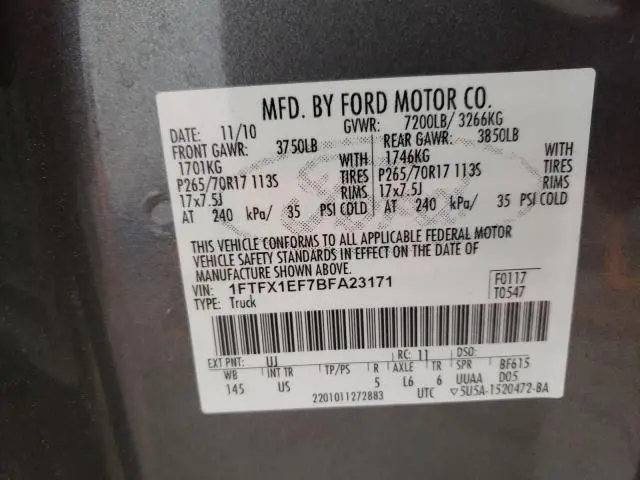 MFD. BY FORD MOTOR CO.
DATE: 11/10 GVWR: 7200LB/ 3266KG
FRONT GAWR: 3750LB REAR GAWR: 3850LB
1701KG WITH 1746KG WITH
P265/70R17 113S TIRES P265/70R17 113S TIRES
17x7.5J RIMS 17x7.5J RIMS
AT 240 kPa/ 35 PSI COLD AT 240 kPa/ 35 PSI COLD
THIS VEHICLE CONFORMS TO ALL APPLICABLE FEDERAL MOTOR
VEHICLE SAFETY STANDARDS IN EFFECT ON THE DATE OF
MANUFACTURE SHOWN ABOVE.
VIN: 1FTFX1EF7BFA23171 F0117
TYPE: Truck T0547
EXT PNT: UJ RC: 11 DSO:
WB INT TR TP/PS R AXLE TR SPR BF615
145 US 5 L6 6 UUAA D05
2201011272883 UTC ▽5U5A-1520472-BA